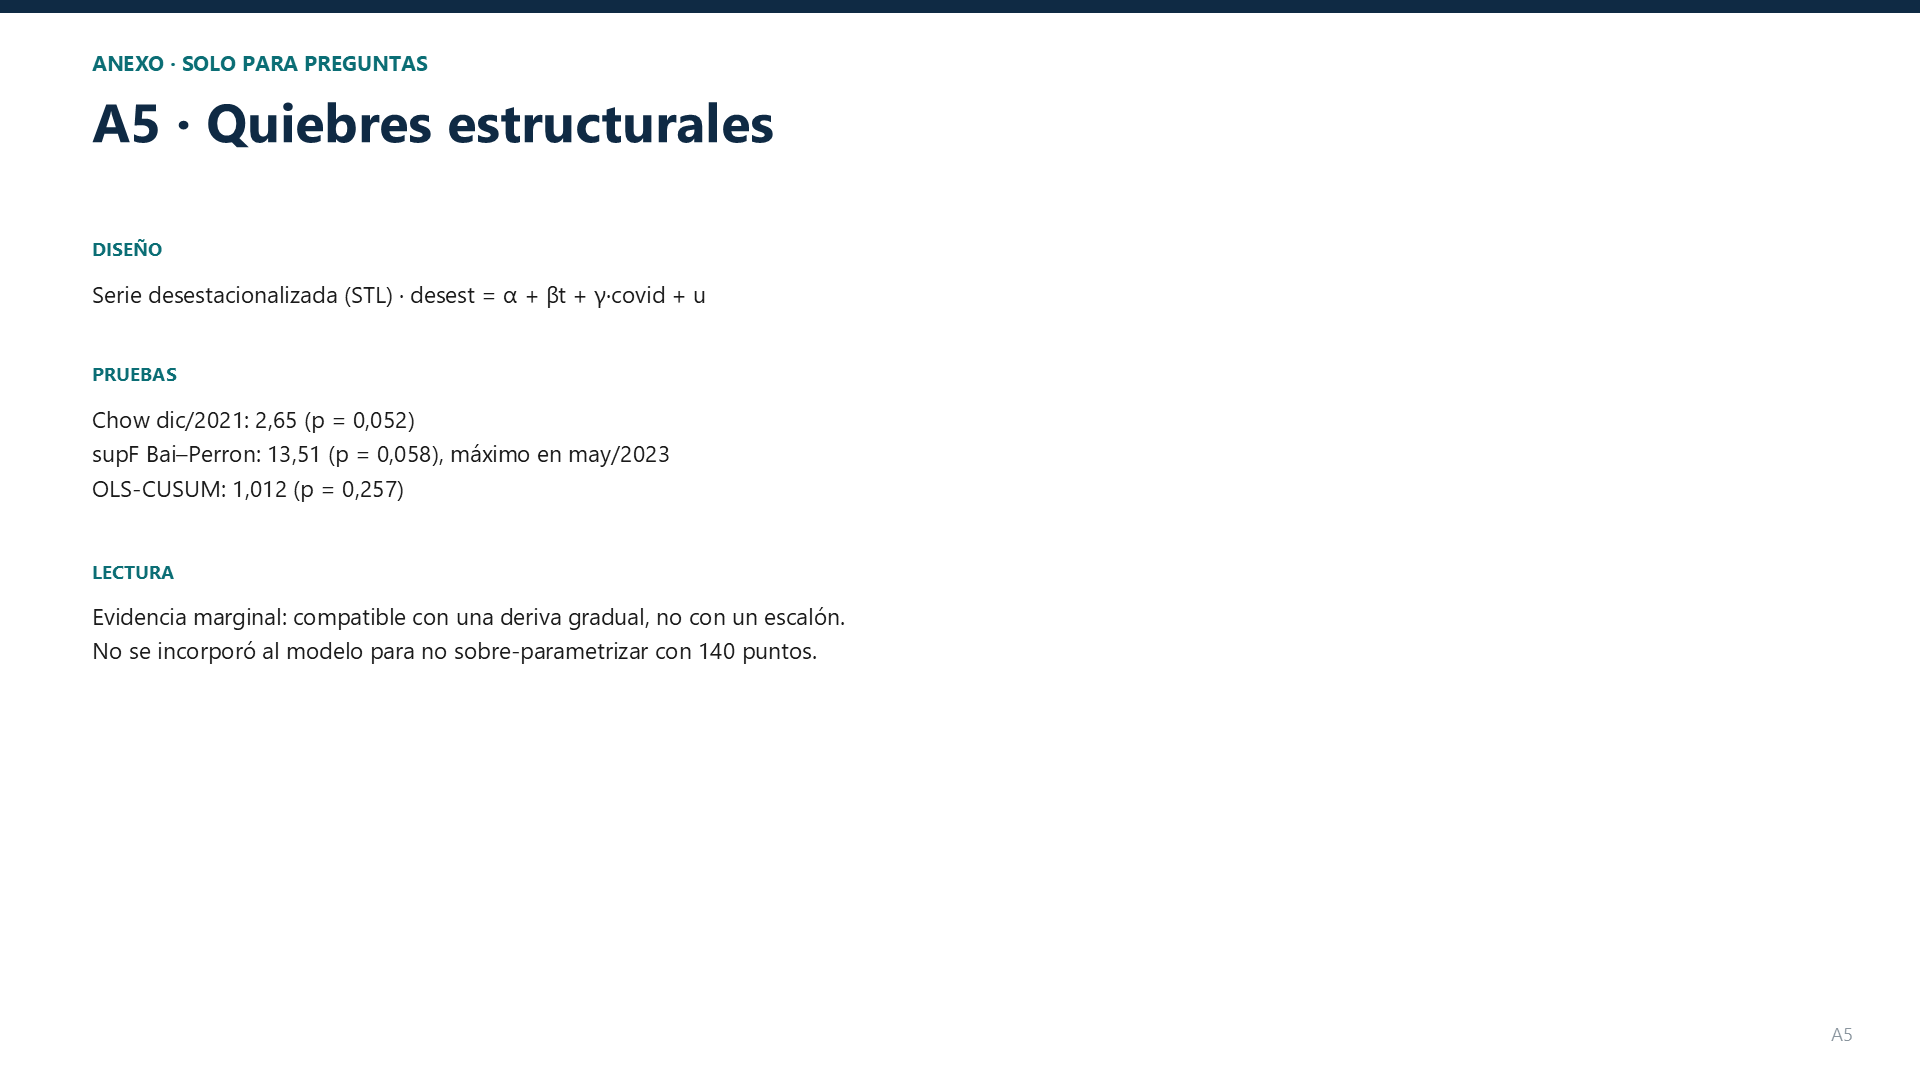 ANEXO · SOLO PARA PREGUNTAS
A5 · Quiebres estructurales
DISEÑO
Serie desestacionalizada (STL) · desest = α + βt + γ·covid + u
PRUEBAS
Chow dic/2021: 2,65 (p = 0,052)
supF Bai–Perron: 13,51 (p = 0,058), máximo en may/2023
OLS-CUSUM: 1,012 (p = 0,257)
LECTURA
Evidencia marginal: compatible con una deriva gradual, no con un escalón.
No se incorporó al modelo para no sobre-parametrizar con 140 puntos.
A5